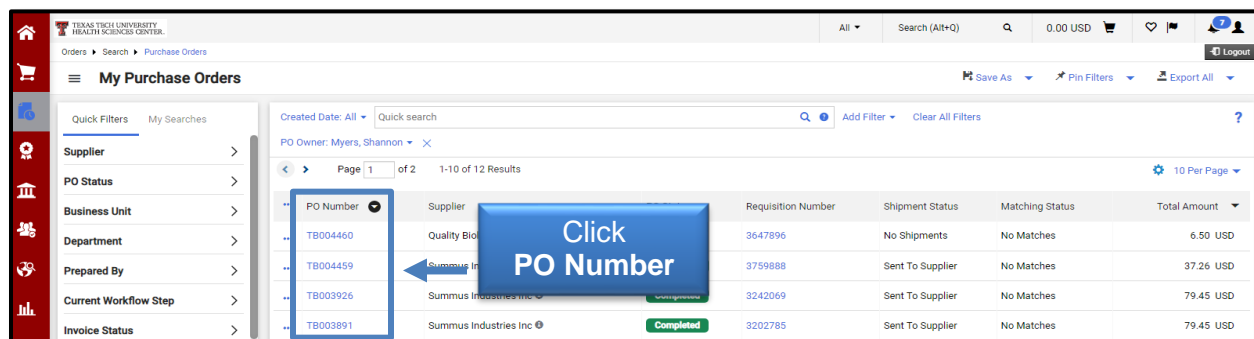 TEXAS TECH UNIVERSITY
HEALTH SCIENCES CENTER.
All Search (Alt+Q) 0.00 USD 7
Orders Search Purchase Orders
Logout
My Purchase Orders
Save As Pin Filters Export All
Quick Filters My Searches
Created Date: All Quick search Add Filter Clear All Filters ?
PO Owner: Myers, Shannon
Supplier
Page 1 of 2 1-10 of 12 Results 10 Per Page
PO Status
Business Unit
Department
Prepared By
Current Workflow Step
Invoice Status
PO Number Supplier Requisition Number Shipment Status Matching Status Total Amount
TB004460 Quality 3647896 No Shipments No Matches 6.50 USD
TB004459 Summus 3759888 Sent To Supplier No Matches 37.26 USD
TB003926 Summus Industries Inc Completed 3242069 Sent To Supplier No Matches 79.45 USD
TB003891 Summus Industries Inc Completed 3202785 Sent To Supplier No Matches 79.45 USD
Click
PO Number